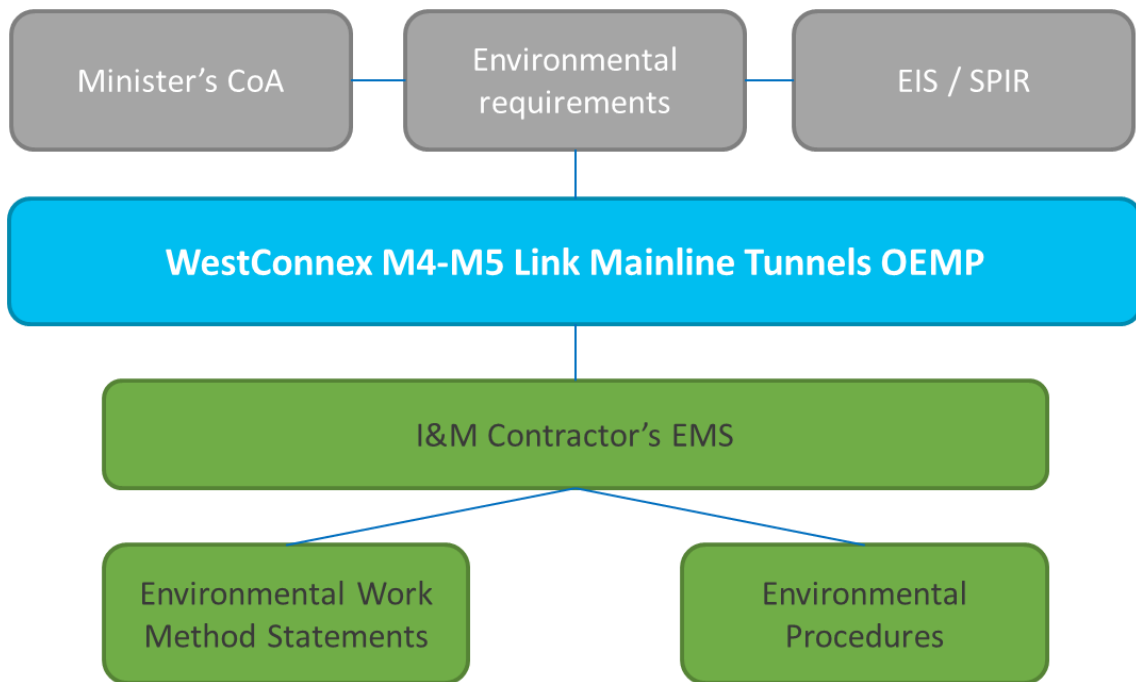 Minister's CoA
Environmental
requirements
EIS / SPIR
WestConnex M4-M5 Link Mainline Tunnels OEMP
I&M Contractor's EMS
Environmental Work
Method Statements
Environmental
Procedures